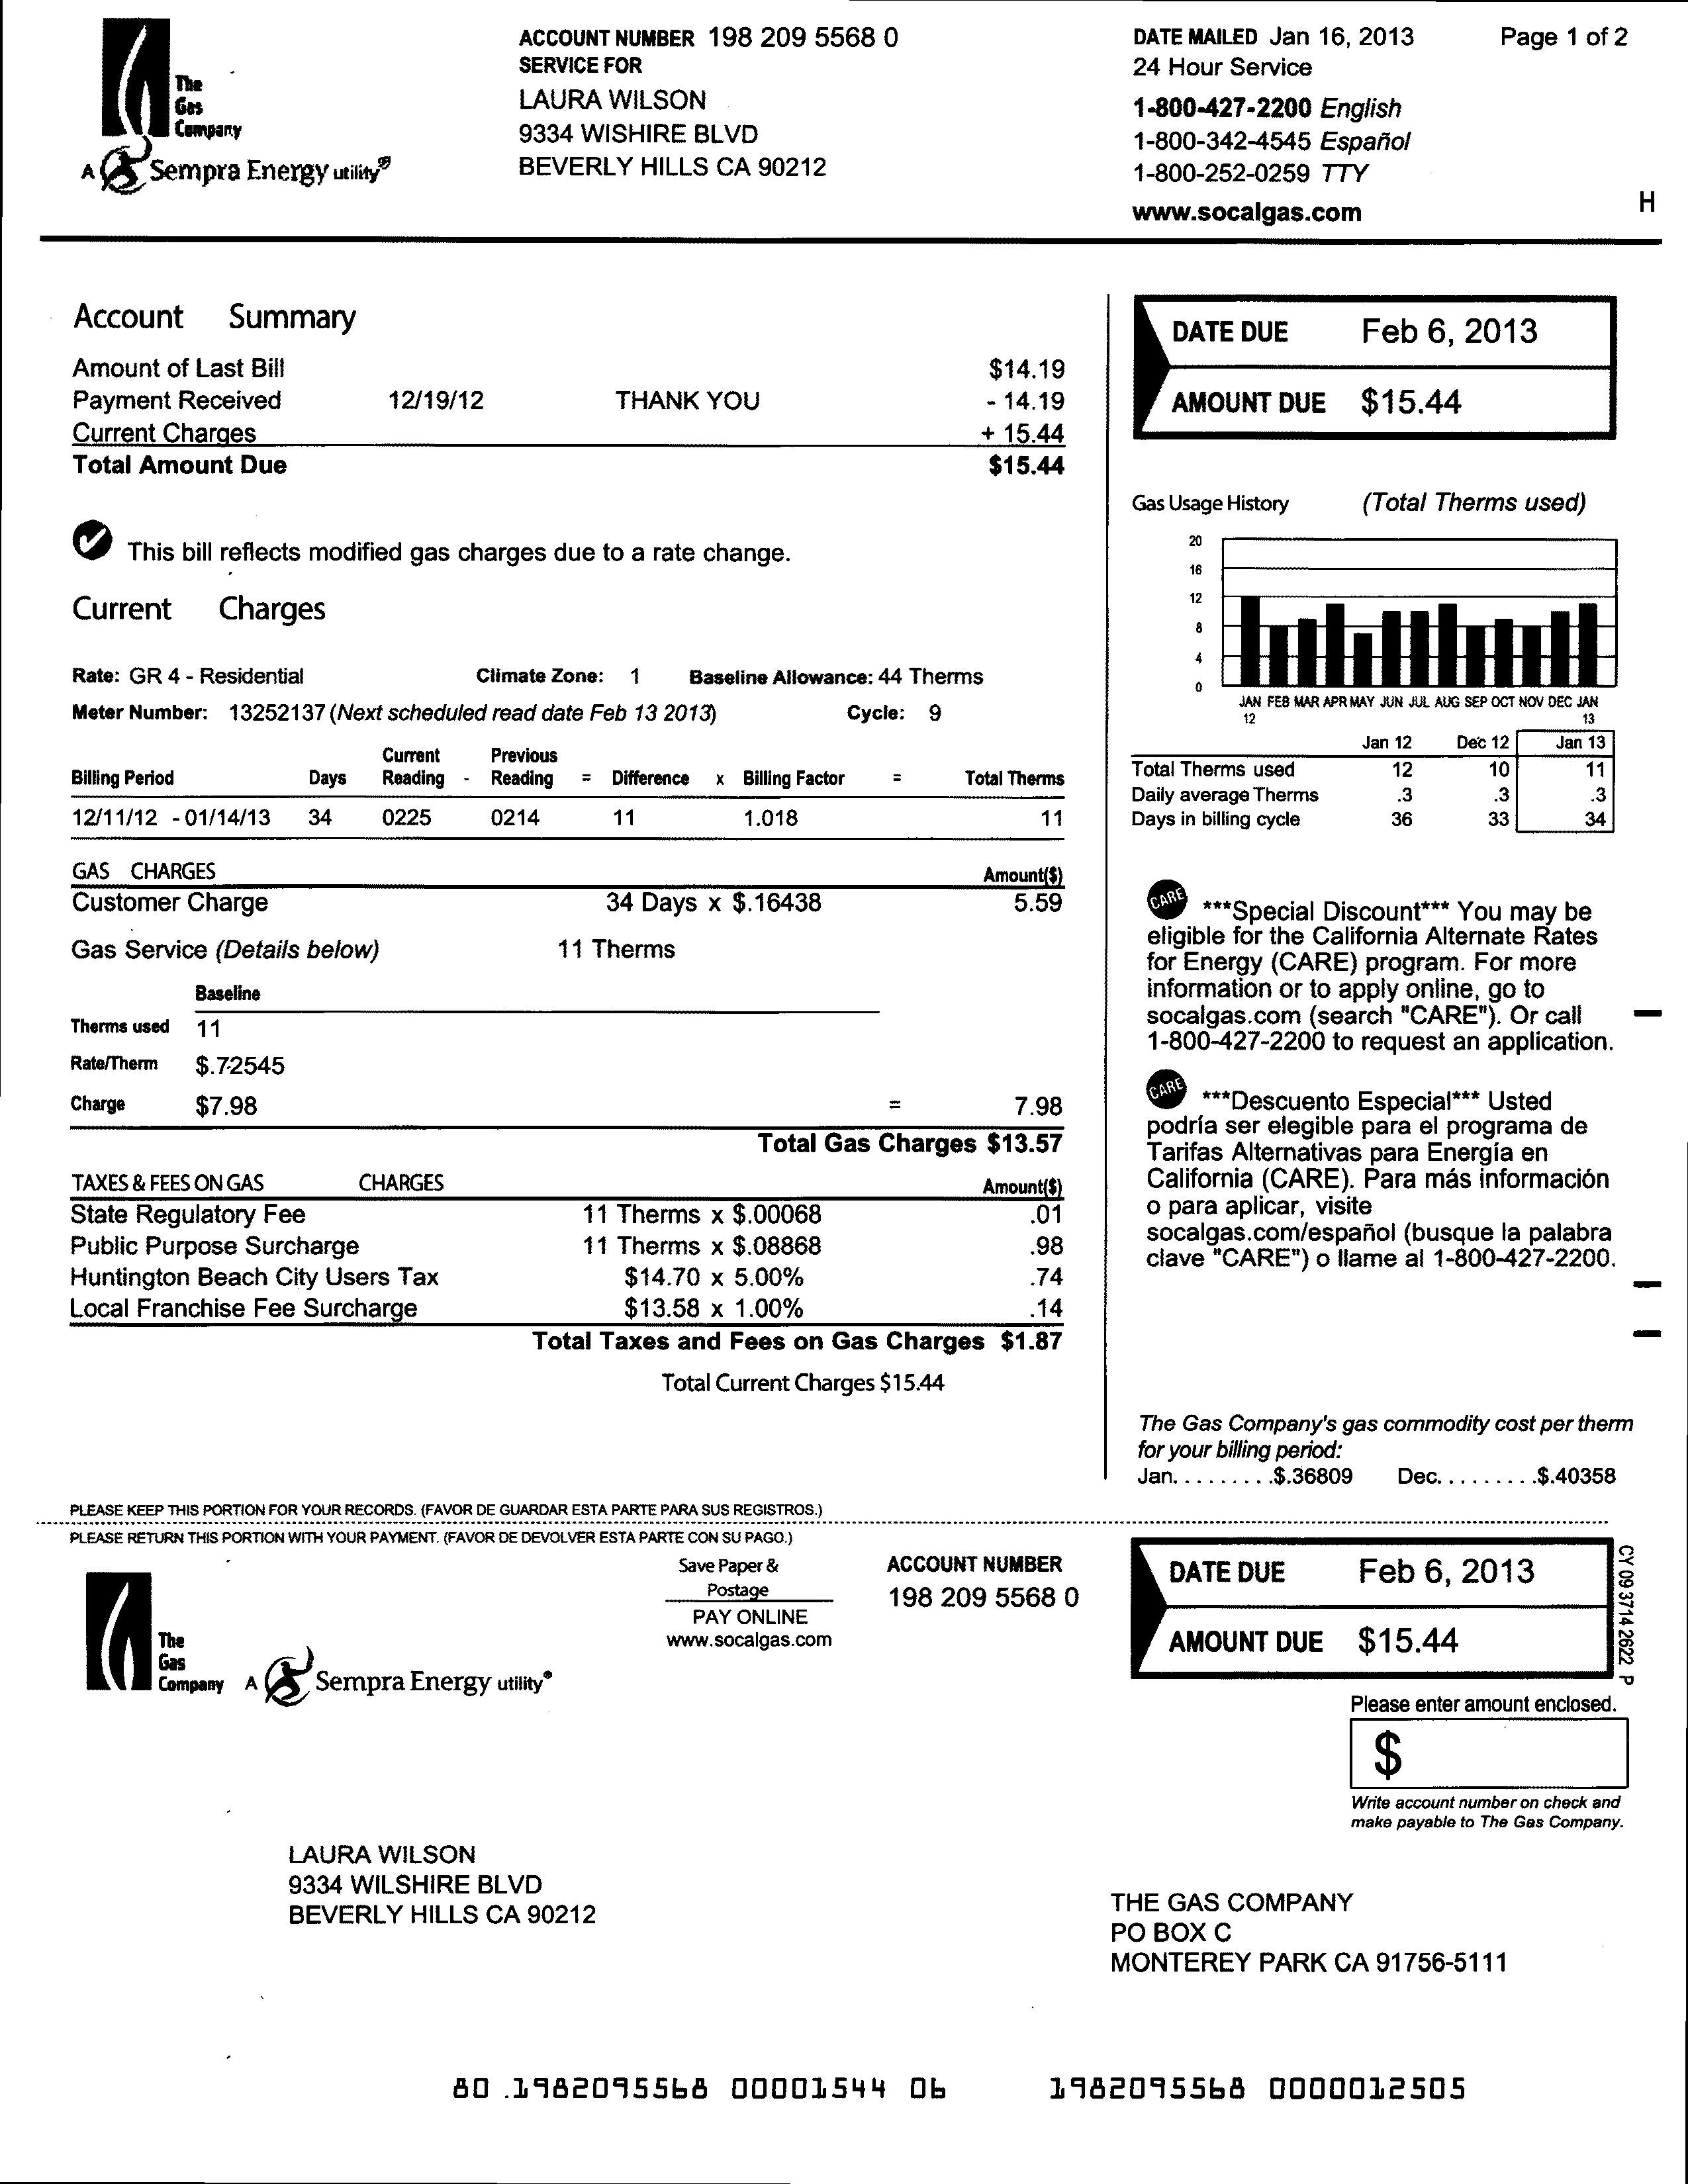 The
Gas
Company
A Sempra Energy utility®
ACCOUNT NUMBER 198 209 5568 0
SERVICE FOR
LAURA WILSON
9334 WISHIRE BLVD
BEVERLY HILLS CA 90212
DATE MAILED Jan 16, 2013 Page 1 of 2
24 Hour Service
1-800-427-2200 English
1-800-342-4545 Español
1-800-252-0259 TTY
www.socalgas.com
H
Account Summary
Amount of Last Bill $14.19
Payment Received 12/19/12 THANK YOU - 14.19
Current Charges + 15.44
Total Amount Due $15.44
This bill reflects modified gas charges due to a rate change.
Current Charges
Rate: GR 4 - Residential Climate Zone: 1 Baseline Allowance: 44 Therms
Meter Number: 13252137 (Next scheduled read date Feb 13 2013) Cycle: 9
Current Previous
Billing Period Days Reading - Reading = Difference x Billing Factor = Total Therms
12/11/12 - 01/14/13 34 0225 0214 11 1.018 11
GAS CHARGES Amount($)
Customer Charge 34 Days x $.16438 5.59
Gas Service (Details below) 11 Therms
Baseline
Therms used 11
Rate/Therm $.72545
Charge $7.98 = 7.98
Total Gas Charges $13.57
TAXES & FEES ON GAS CHARGES Amount($)
State Regulatory Fee 11 Therms x $.00068 .01
Public Purpose Surcharge 11 Therms x $.08868 .98
Huntington Beach City Users Tax $14.70 x 5.00% .74
Local Franchise Fee Surcharge $13.58 x 1.00% .14
Total Taxes and Fees on Gas Charges $1.87
Total Current Charges $15.44
DATE DUE Feb 6, 2013
AMOUNT DUE $15.44
Gas Usage History (Total Therms used)
20
16
12
8
4
0
JAN FEB MAR APR MAY JUN JUL AUG SEP OCT NOV DEC JAN
12 13
Jan 12 Dec 12 Jan 13
Total Therms used 12 10 11
Daily average Therms .3 .3 .3
Days in billing cycle 36 33 34
CARE ***Special Discount*** You may be
eligible for the California Alternate Rates
for Energy (CARE) program. For more
information or to apply online, go to
socalgas.com (search "CARE"). Or call
1-800-427-2200 to request an application.
CARE ***Descuento Especial*** Usted
podría ser elegible para el programa de
Tarifas Alternativas para Energía en
California (CARE). Para más información
o para aplicar, visite
socalgas.com/español (busque la palabra
clave "CARE") o llame al 1-800-427-2200.
The Gas Company's gas commodity cost per therm
for your billing period:
Jan. . . . . . . . .$.36809 Dec. . . . . . . . .$.40358
PLEASE KEEP THIS PORTION FOR YOUR RECORDS. (FAVOR DE GUARDAR ESTA PARTE PARA SUS REGISTROS.)
PLEASE RETURN THIS PORTION WITH YOUR PAYMENT. (FAVOR DE DEVOLVER ESTA PARTE CON SU PAGO.)
The
Gas
Company A Sempra Energy utility®
Save Paper &
Postage
PAY ONLINE
www.socalgas.com
ACCOUNT NUMBER
198 209 5568 0
DATE DUE Feb 6, 2013
AMOUNT DUE $15.44
CY 09 3714 2622 P
Please enter amount enclosed.
$
Write account number on check and
make payable to The Gas Company.
LAURA WILSON
9334 WILSHIRE BLVD
BEVERLY HILLS CA 90212
THE GAS COMPANY
PO BOX C
MONTEREY PARK CA 91756-5111
80 .1982095568 00001544 06 1982095568 0000012505